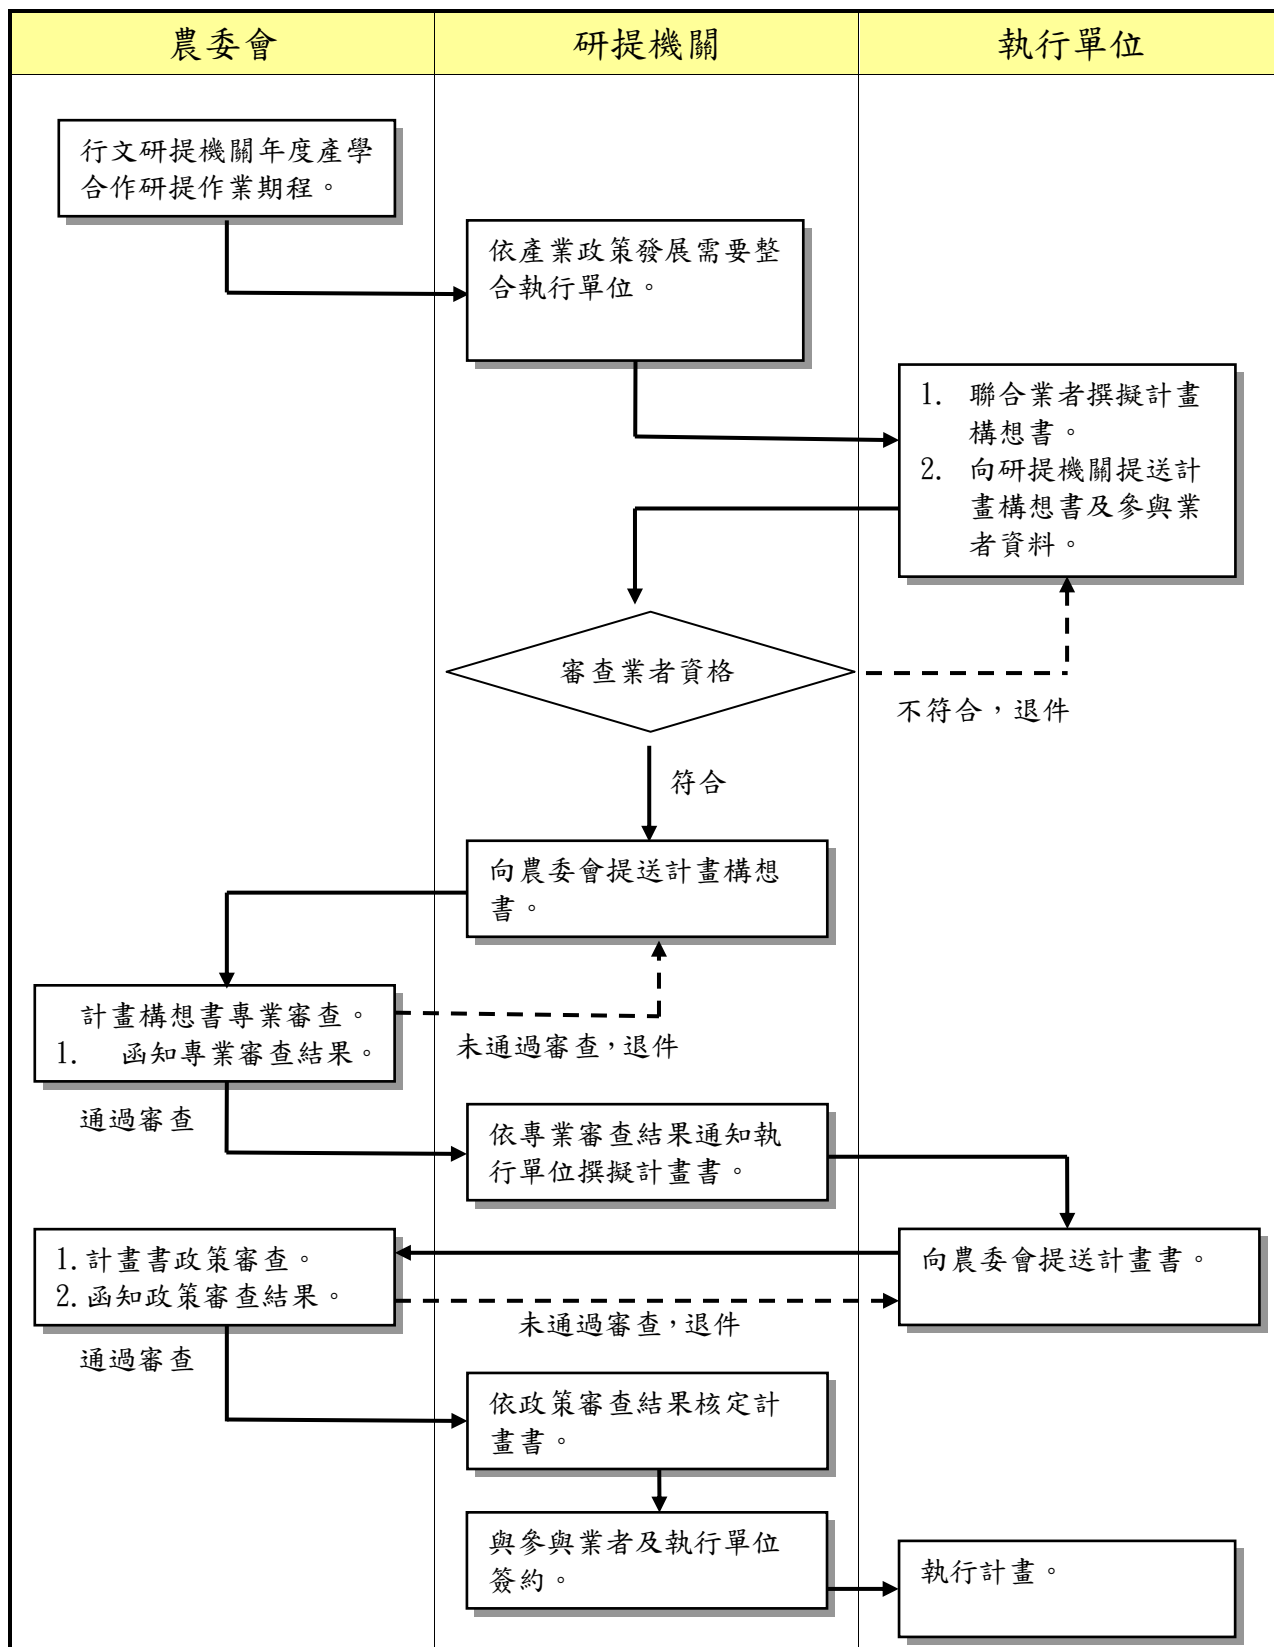 農委會
研提機關
執行單位
行文研提機關年度產學
合作研提作業期程。
依產業政策發展需要整
合執行單位。
1. 聯合業者撰擬計畫
構想書。
2. 向研提機關提送計
畫構想書及參與業
者資料。
審查業者資格
不符合，退件
符合
向農委會提送計畫構想
書。
計畫構想書專業審查。
1. 函知專業審查結果。
未通過審查，退件
通過審查
依專業審查結果通知執
行單位撰擬計畫書。
1.計畫書政策審查。
2.函知政策審查結果。
向農委會提送計畫書。
未通過審查，退件
通過審查
依政策審查結果核定計
畫書。
與參與業者及執行單位
簽約。
執行計畫。